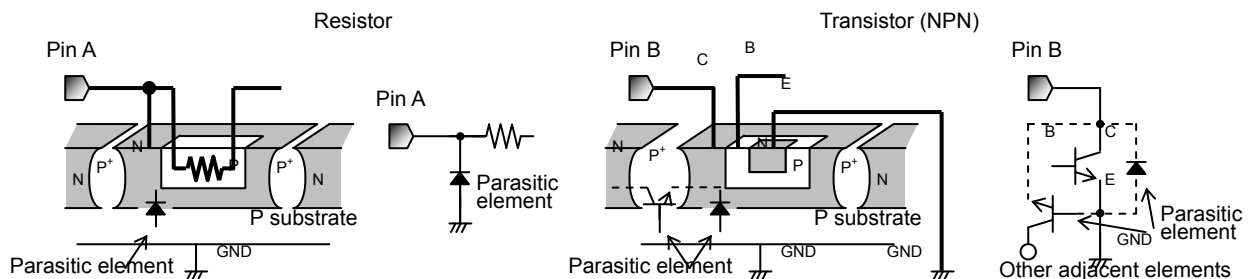 Resistor
Transistor (NPN)
Pin A
Pin A
Pin B
C
B
E
Pin B
N
P+
N
P
P+
N
P substrate
GND
Parasitic element
Parasitic
element
N
P+
N
N
P
P+
N
P substrate
GND
GND
Parasitic element
B
C
E
GND
Parasitic
element
Other adjacent elements